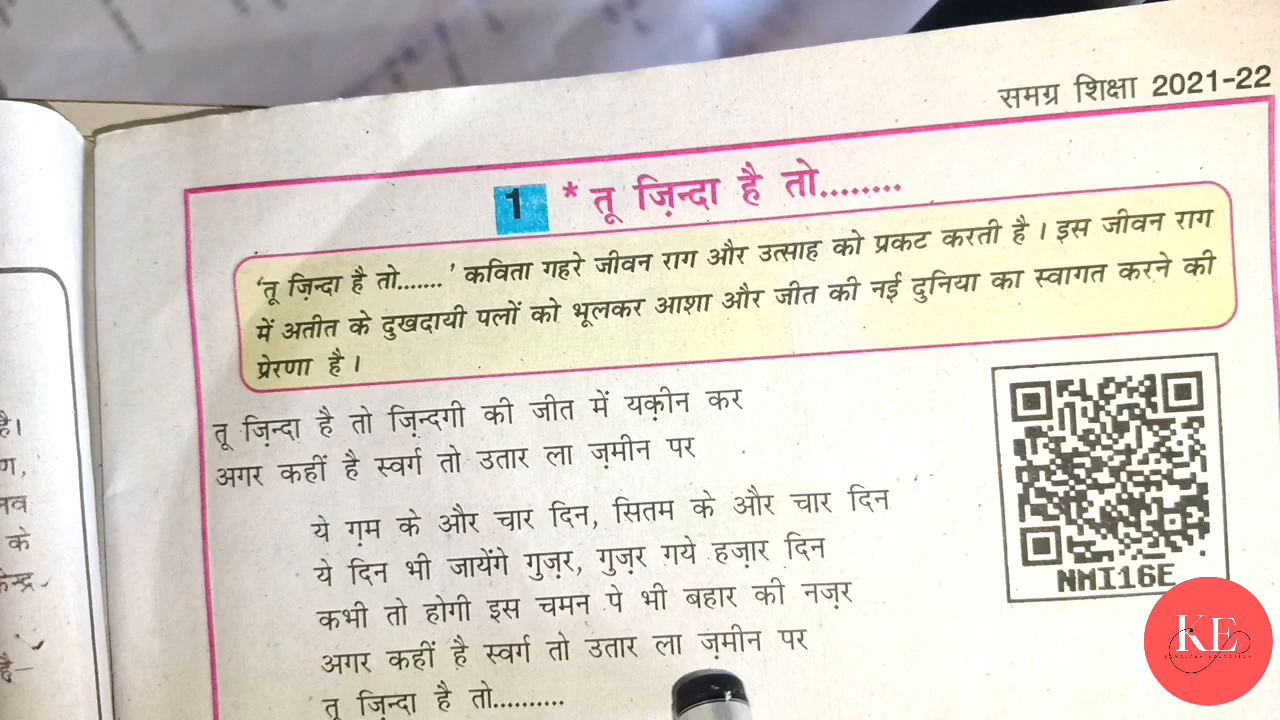 समग्र शिक्षा 2021-22
1 * तू ज़िन्दा है तो........
'तू ज़िन्दा है तो.......' कविता गहरे जीवन राग और उत्साह को प्रकट करती है। इस जीवन राग
में अतीत के दुखदायी पलों को भूलकर आशा और जीत की नई दुनिया का स्वागत करने की
प्रेरणा है।
तू ज़िन्दा है तो ज़िन्दगी की जीत में यक़ीन कर
अगर कहीं है स्वर्ग तो उतार ला ज़मीन पर
ये ग़म के और चार दिन, सितम के और चार दिन
ये दिन भी जायेंगे गुज़र, गुज़र गये हज़ार दिन
कभी तो होगी इस चमन पे भी बहार की नज़र
अगर कहीं है स्वर्ग तो उतार ला ज़मीन पर
तू ज़िन्दा है तो..........
NMI16E
है।
के
KE